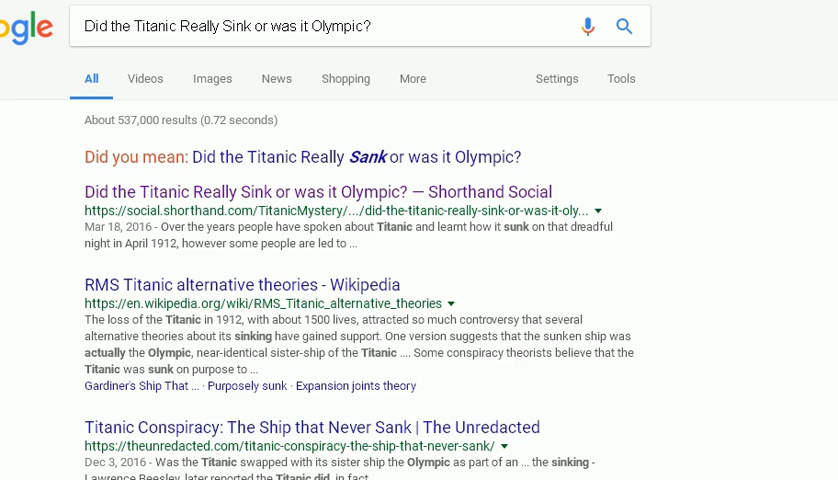 ogle
Did the Titanic Really Sink or was it Olympic?
All Videos Images News Shopping More Settings Tools
About 537,000 results (0.72 seconds)
Did you mean: Did the Titanic Really Sank or was it Olympic?
Did the Titanic Really Sink or was it Olympic? — Shorthand Social
https://social.shorthand.com/TitanicMystery/.../did-the-titanic-really-sink-or-was-it-oly...
Mar 18, 2016 - Over the years people have spoken about Titanic and learnt how it sunk on that dreadful
night in April 1912, however some people are led to ...
RMS Titanic alternative theories - Wikipedia
https://en.wikipedia.org/wiki/RMS_Titanic_alternative_theories
The loss of the Titanic in 1912, with about 1500 lives, attracted so much controversy that several
alternative theories about its sinking have gained support. One version suggests that the sunken ship was
actually the Olympic, near-identical sister-ship of the Titanic .... Some conspiracy theorists believe that the
Titanic was sunk on purpose to ...
Gardiner's Ship That ... · Purposely sunk · Expansion joints theory
Titanic Conspiracy: The Ship that Never Sank | The Unredacted
https://theunredacted.com/titanic-conspiracy-the-ship-that-never-sank/
Dec 3, 2016 - Was the Titanic swapped with its sister ship the Olympic as part of an ... the sinking -
Lawrence Beesley, later reported the Titanic did, in fact